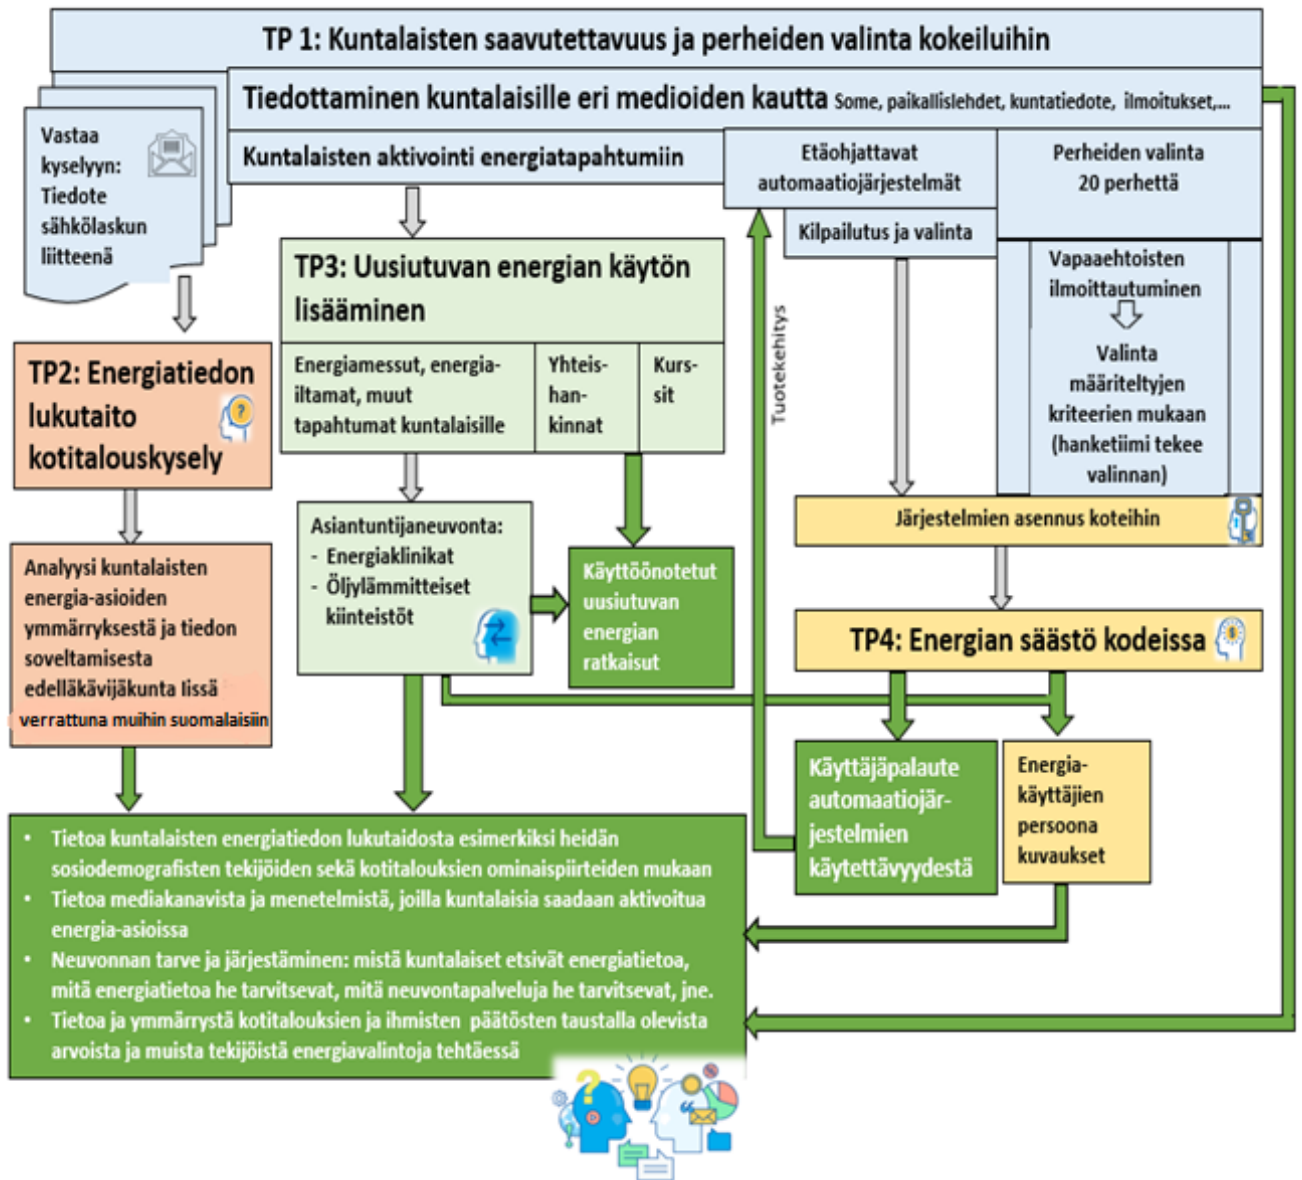 TP 1: Kuntalaisten saavutettavuus ja perheiden valinta kokeiluihin
Tiedottaminen kuntalaisille eri medioiden kautta Some, paikallislehdet, kuntatiedote, ilmoitukset,...
Vastaa
kyselyyn:
Tiedote
sähkölaskun
liitteenä
Kuntalaisten aktivointi energiatapahtumiin
Etäohjattavat
automaatiojärjestelmät
Perheiden valinta
20 perhettä
Kilpailutus ja valinta
Vapaaehtoisten
ilmoittautuminen
Valinta
määriteltyjen
kriteerien mukaan
(hanketiimi tekee
valinnan)
TP3: Uusiutuvan energian käytön
lisääminen
Energiamessut, energia-
iltamat, muut
tapahtumat kuntalaisille
Yhteis-
han-
kinnat
Kurs-
sit
Tuotekehitys
TP2: Energiatiedon
lukutaito
kotitalouskysely
Asiantuntijaneuvonta:
- Energiaklinikat
- Öljylämmitteiset
kiinteistöt
Käyttöönotetut
uusiutuvan
energian
ratkaisut
Järjestelmien asennus koteihin
TP4: Energian säästö kodeissa
Analyysi kuntalaisten
energia-asioiden
ymmärryksestä ja tiedon
soveltamisesta
edelläkävijäkunta Iissä
verrattuna muihin suomalaisiin
Käyttäjäpalaute
automaatiojär-
jestelmien
käytettävyydestä
Energia-
käyttäjien
persoona
kuvaukset
• Tietoa kuntalaisten energiatiedon lukutaidosta esimerkiksi heidän
sosiodemografisten tekijöiden sekä kotitalouksien ominaispiirteiden mukaan
• Tietoa mediakanavista ja menetelmistä, joilla kuntalaisia saadaan aktivoitua
energia-asioissa
• Neuvonnan tarve ja järjestäminen: mistä kuntalaiset etsivät energiatietoa,
mitä energiatietoa he tarvitsevat, mitä neuvontapalveluja he tarvitsevat, jne.
• Tietoa ja ymmärrystä kotitalouksien ja ihmisten päätösten taustalla olevista
arvoista ja muista tekijöistä energiavalintoja tehtäessä